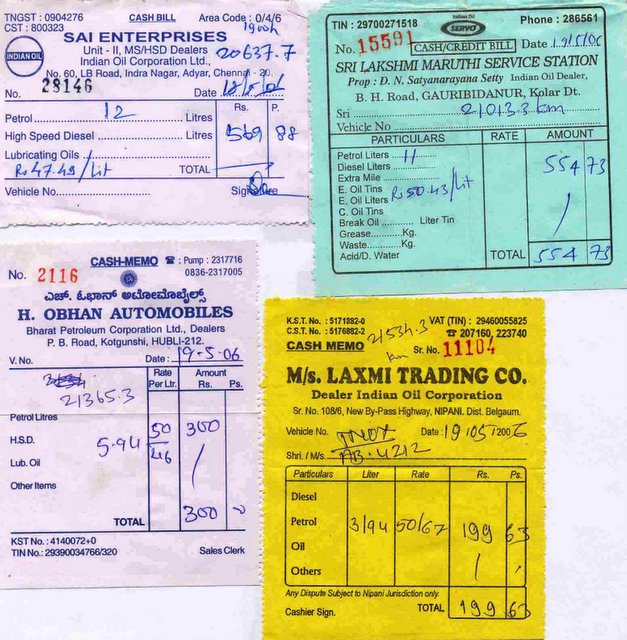 TNGST : 0904276 CASH BILL Area Code : 0/4/6
CST : 800323
SAI ENTERPRISES
INDIANOIL
Unit - II, MS/HSD Dealers 20637.7
Indian Oil Corporation Ltd.,
No. 60, LB Road, Indra Nagar, Adyar, Chennai - 20.
No. 28146 Date
Rs. P.
Petrol 12 Litres
High Speed Diesel Litres 569 88
Lubricating Oils
Rs 47.49/Lit TOTAL
Vehicle No. Signature
Indian Oil
SERVO
TIN : 29700271518 Phone : 286561
No. 15591 CASH/CREDIT BILL Date 19/5/06
SRI LAKSHMI MARUTHI SERVICE STATION
Prop : D. N. Satyanarayana Setty Indian Oil Dealer,
B. H. Road, GAURIBIDANUR, Kolar Dt.
Sri 21013.3 km
Vehicle No
PARTICULARS RATE AMOUNT
Petrol Liters 11 554 73
Diesel Liters
Extra Mile
E. Oil Tins Rs 50.43/Lit
E. Oil Liters
C. Oil Tins
Break Oil Liter Tin
Grease Kg.
Waste Kg.
Acid/D. Water TOTAL 554 73
CASH-MEMO ☎ : Pump : 2317716
No. 2116 0836-2317005
ಎಚ್. ಓಭಾನ್ ಆಟೋಮೊಬೈಲ್ಸ್
H. OBHAN AUTOMOBILES
Bharat Petroleum Corporation Ltd., Dealers
P. B. Road, Kotgunshi, HUBLI-212.
V. No. Date : 19-5-06
21365.3
Rate Per Ltr. Amount Rs. Ps.
Petrol Litres 300
H.S.D. 5.94 50/46
Lub. Oil
Other Items
TOTAL 300
KST No : 4140072+0
TIN No : 29390034766/320 Sales Clerk
K.S.T. No. : 5171882-0 VAT (TIN) : 29460055825
C.S.T. No. : 5176882-2 ☎ 207160, 223740
21534.3 km
CASH MEMO Sr. No. 11104
M/s. LAXMI TRADING CO.
Dealer Indian Oil Corporation
Sr. No. 108/6, New By-Pass Highway, NIPANI. Dist. Belgaum.
Vehicle No. TN07 Date : 19/05/2006
Shri. / M/s. AB-4212
Particulars Liter Rate Rs. Ps.
Diesel
Petrol 3/94 50/67 199 63
Oil
Others
Any Dispute Subject to Nipani Jurisdiction only.
Cashier Sign. TOTAL 199 63